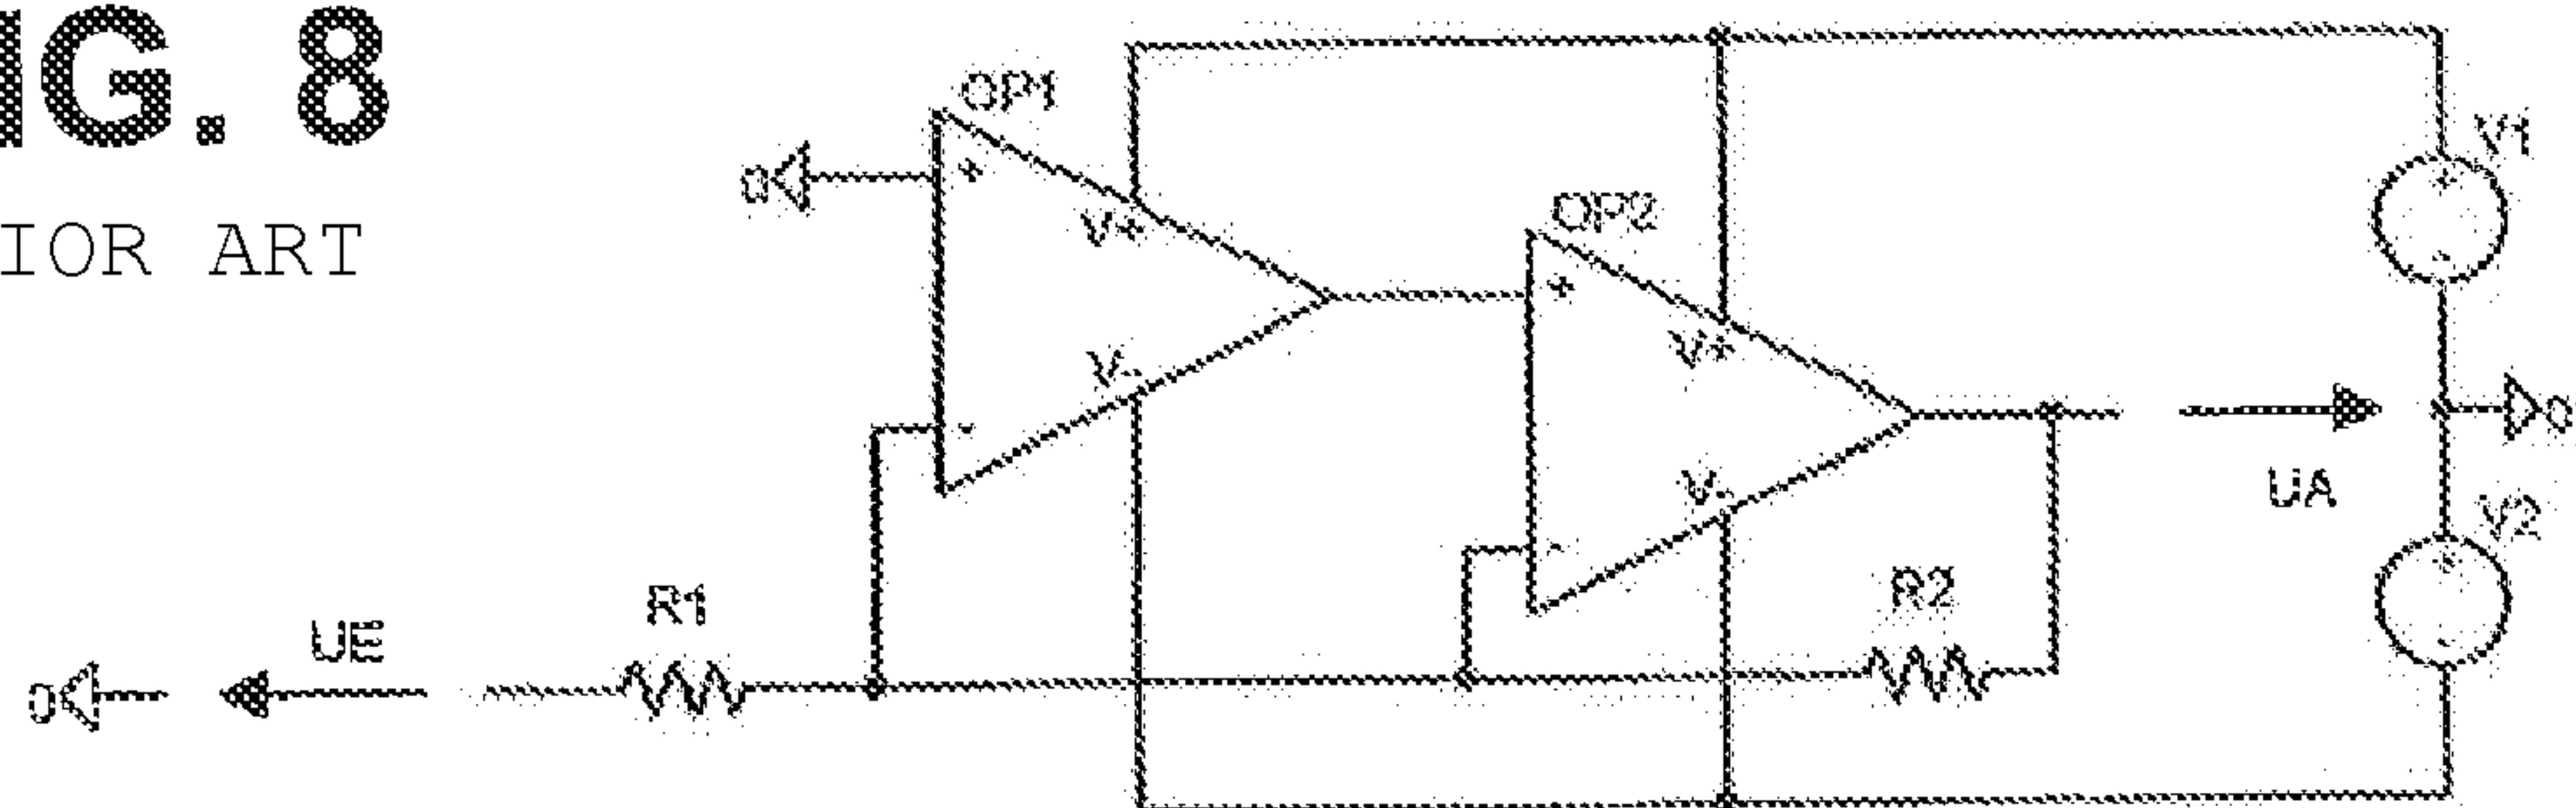 IG. 8
IOR ART
OP1
+
0
V+
V-
-
OP2
+
V+
V-
-
V1
+
-
0
UA
V2
+
-
R1
R2
UE
0